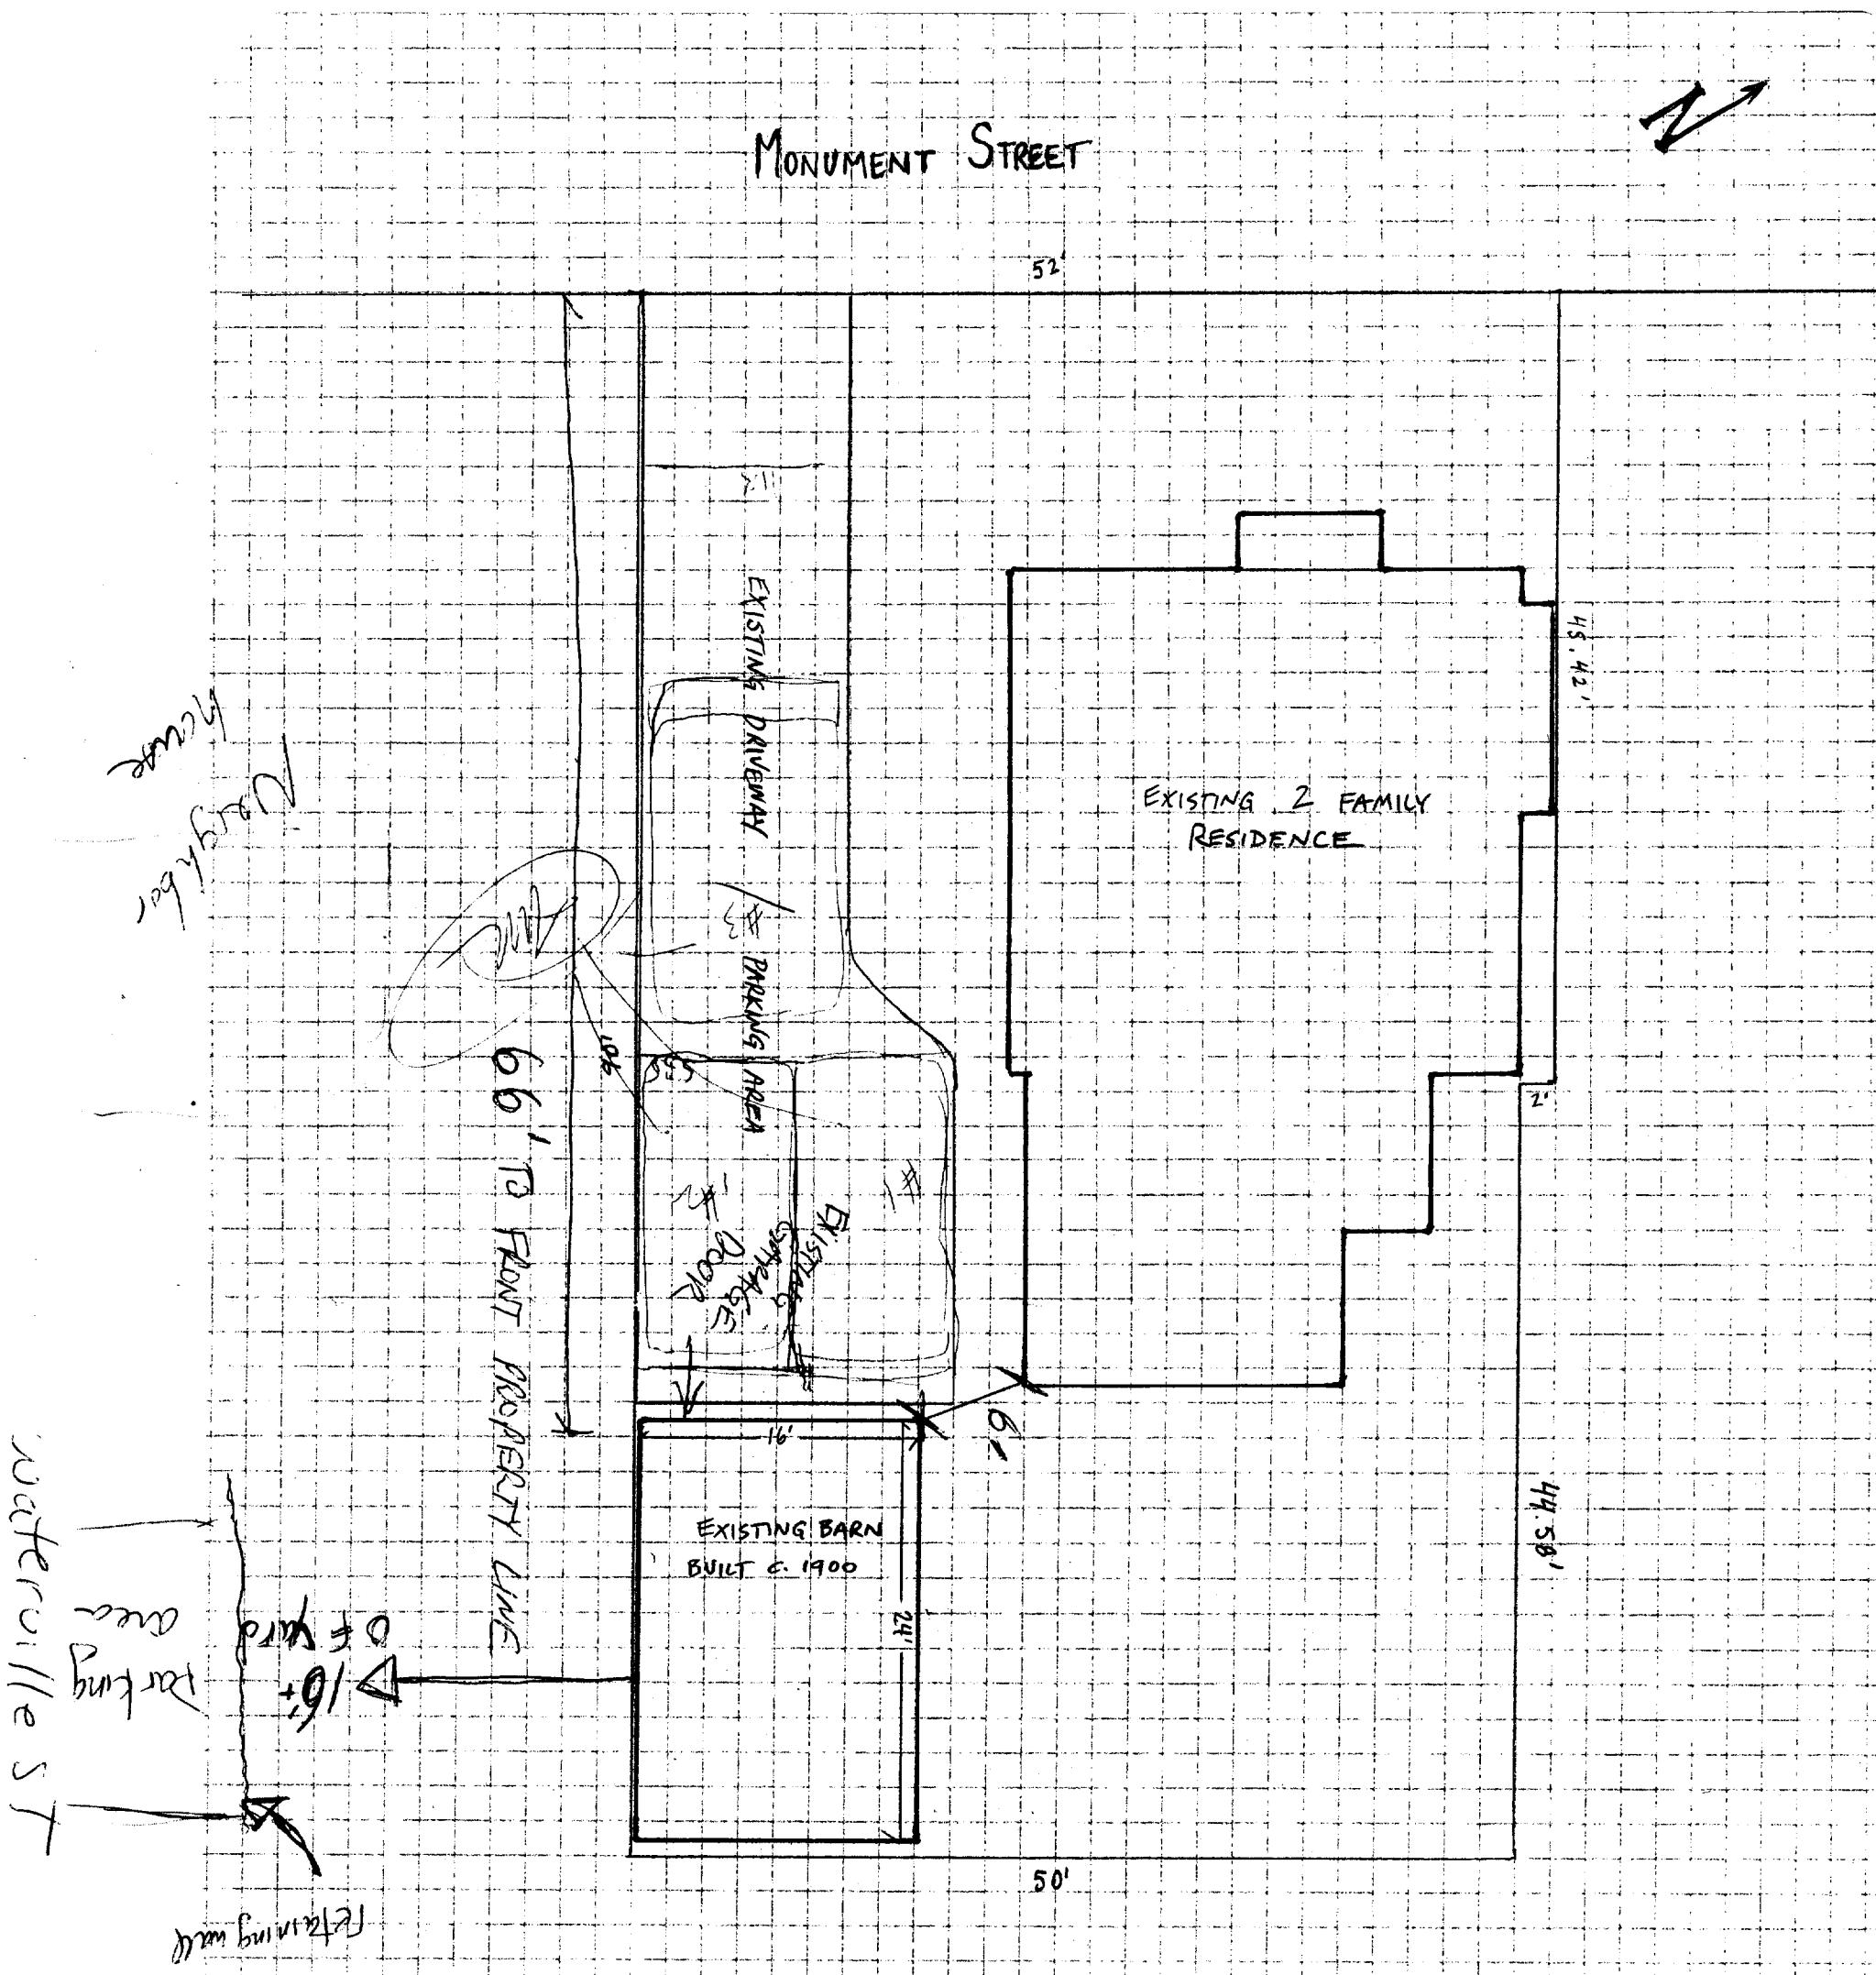 MONUMENT STREET
N
52'
45.42'
EXISTING DRIVEWAY / PARKING AREA
#3
EXISTING 2 FAMILY
RESIDENCE
Neighbor
house
2'
#1
#2
EXISTING
GARAGE
DOOR
66' TO FRONT PROPERTY LINE
6'
16'
EXISTING BARN
BUILT C. 1900
24'
44.58'
16'+
OF yard
Parking
area
Waterville ST
50'
retaining wall